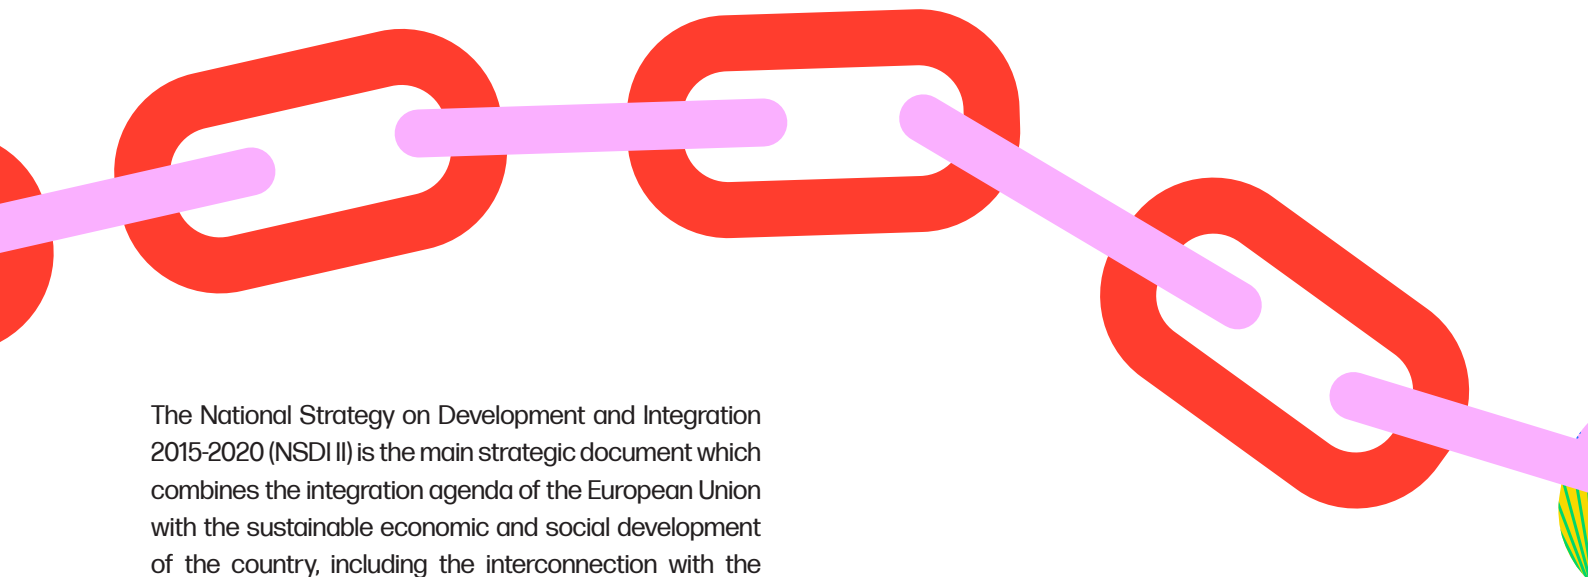 The National Strategy on Development and Integration
2015-2020 (NSDI II) is the main strategic document which
combines the integration agenda of the European Union
with the sustainable economic and social development
of the country, including the interconnection with the